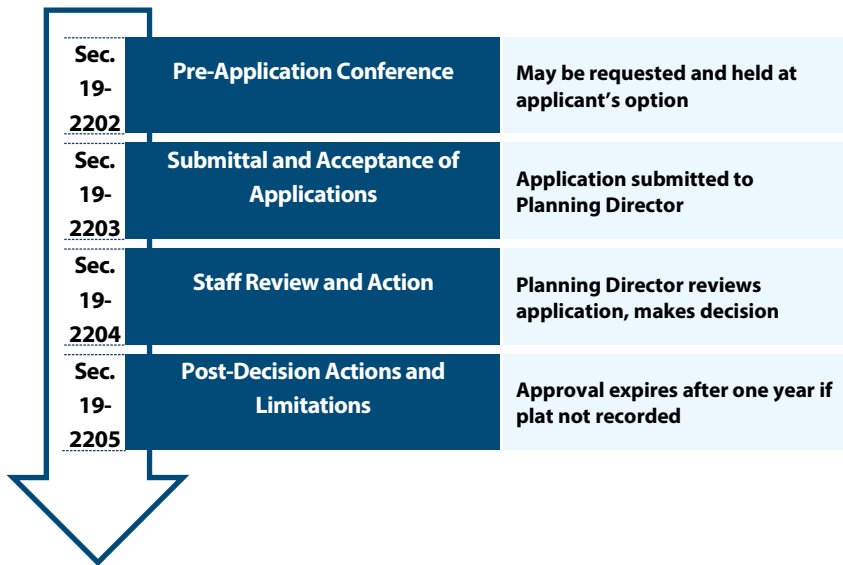 Sec.
19-
2202
Pre-Application Conference
May be requested and held at
applicant's option
Sec.
19-
2203
Submittal and Acceptance of
Applications
Application submitted to
Planning Director
Sec.
19-
2204
Staff Review and Action
Planning Director reviews
application, makes decision
Sec.
19-
2205
Post-Decision Actions and
Limitations
Approval expires after one year if
plat not recorded